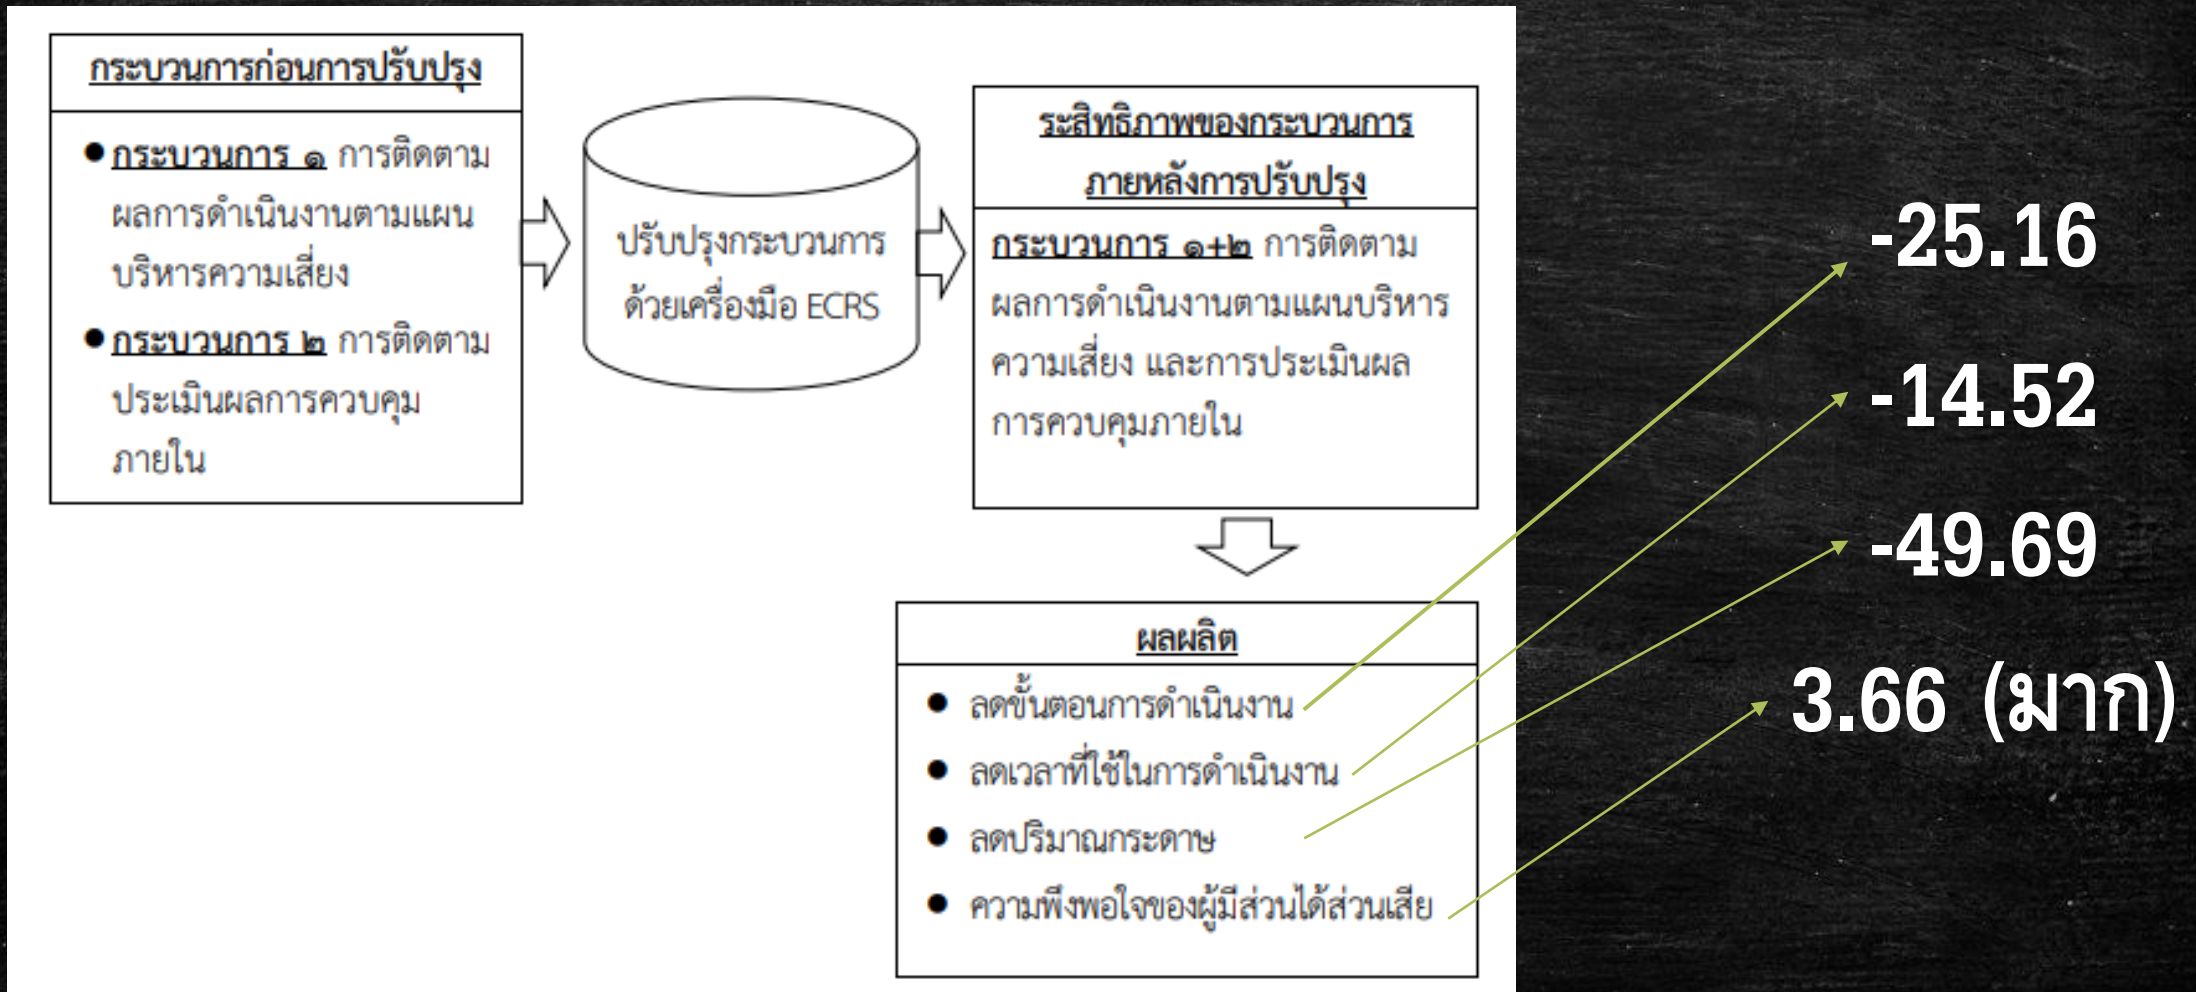 กระบวนการก่อนการปรับปรุง
● กระบวนการ ๑ การติดตาม
ผลการดำเนินงานตามแผน
บริหารความเสี่ยง
● กระบวนการ ๒ การติดตาม
ประเมินผลการควบคุม
ภายใน
ปรับปรุงกระบวนการ
ด้วยเครื่องมือ ECRS
ระสิทธิภาพของกระบวนการ
ภายหลังการปรับปรุง
กระบวนการ ๑+๒ การติดตาม
ผลการดำเนินงานตามแผนบริหาร
ความเสี่ยง และการประเมินผล
การควบคุมภายใน
ผลผลิต
● ลดขั้นตอนการดำเนินงาน
● ลดเวลาที่ใช้ในการดำเนินงาน
● ลดปริมาณกระดาษ
● ความพึงพอใจของผู้มีส่วนได้ส่วนเสีย
-25.16
-14.52
-49.69
3.66 (มาก)